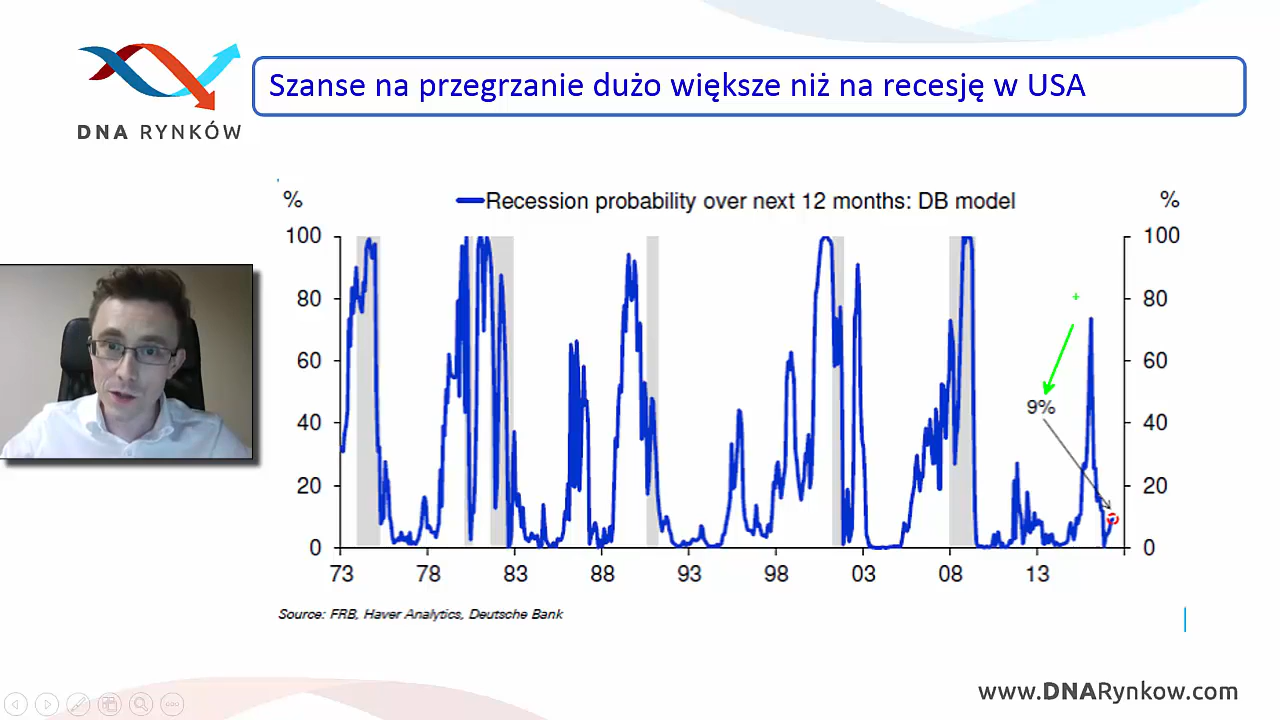 Szanse na przegrzanie dużo większe niż na recesję w USA
DNA RYNKÓW
% Recession probability over next 12 months: DB model %
100 100
80 80
60 60
9%
40 40
20 20
0 0
73 78 83 88 93 98 03 08 13
Source: FRB, Haver Analytics, Deutsche Bank
www.DNARynkow.com